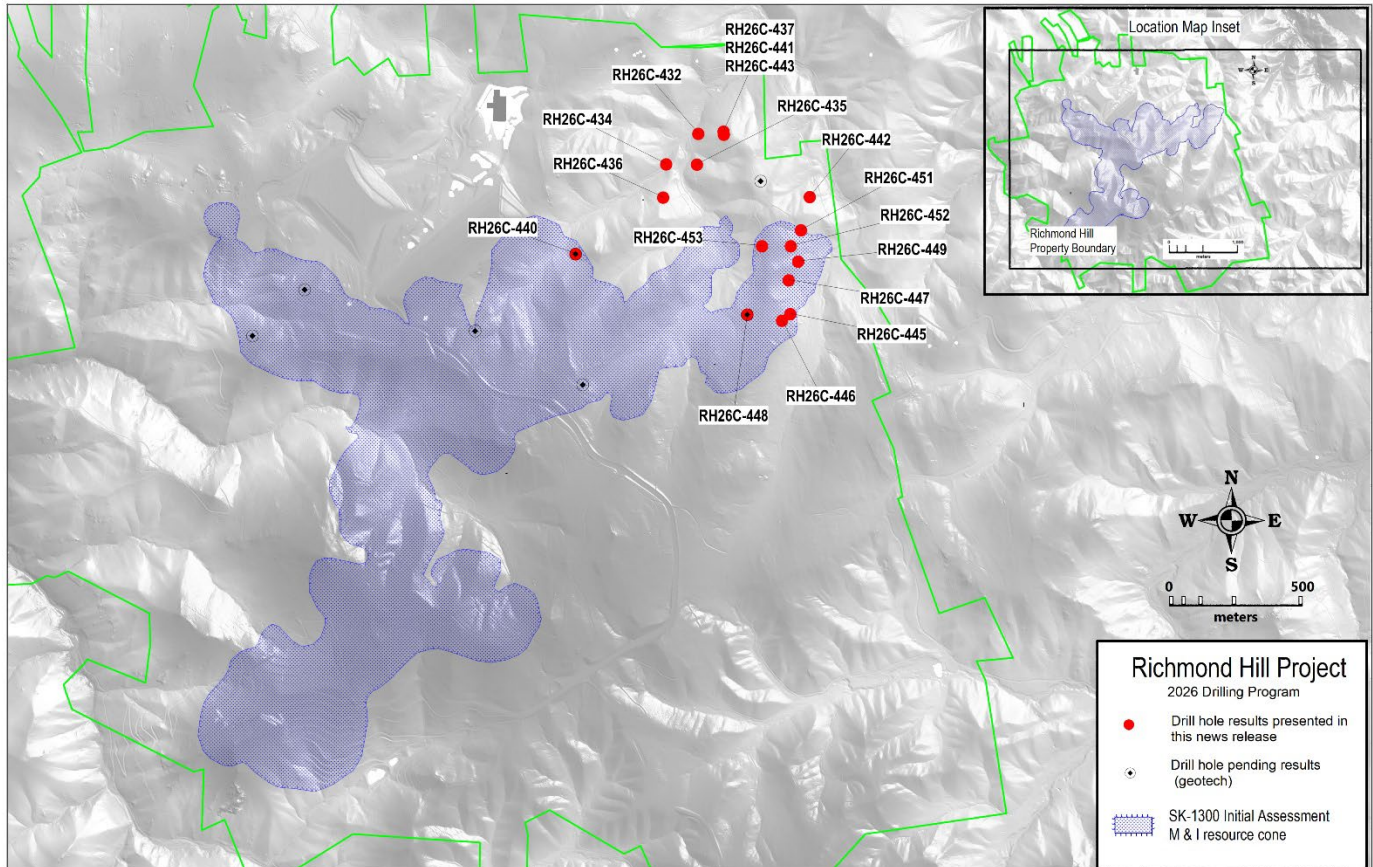 RH26C-437
RH26C-441
RH26C-443
RH26C-432
RH26C-435
RH26C-434
RH26C-442
RH26C-436
RH26C-451
RH26C-452
RH26C-440
RH26C-453
RH26C-449
RH26C-447
RH26C-445
RH26C-446
RH26C-448
Location Map Inset
N
W E
S
Richmond Hill
Property Boundary
0 1,000
meters
N
W E
S
0 500
meters
Richmond Hill Project
2026 Drilling Program
Drill hole results presented in
this news release
Drill hole pending results
(geotech)
SK-1300 Initial Assessment
M & I resource cone